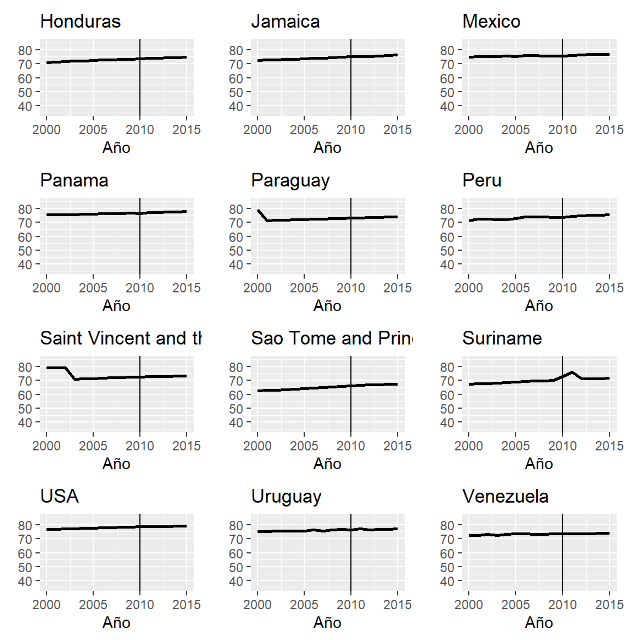 Honduras Jamaica Mexico
80 80 80
70 70 70
60 60 60
50 50 50
40 40 40
2000 2005 2010 2015 2000 2005 2010 2015 2000 2005 2010 2015
Año Año Año
Panama Paraguay Peru
80 80 80
70 70 70
60 60 60
50 50 50
40 40 40
2000 2005 2010 2015 2000 2005 2010 2015 2000 2005 2010 2015
Año Año Año
Saint Vincent and th Sao Tome and Prin Suriname
80 80 80
70 70 70
60 60 60
50 50 50
40 40 40
2000 2005 2010 2015 2000 2005 2010 2015 2000 2005 2010 2015
Año Año Año
USA Uruguay Venezuela
80 80 80
70 70 70
60 60 60
50 50 50
40 40 40
2000 2005 2010 2015 2000 2005 2010 2015 2000 2005 2010 2015
Año Año Año